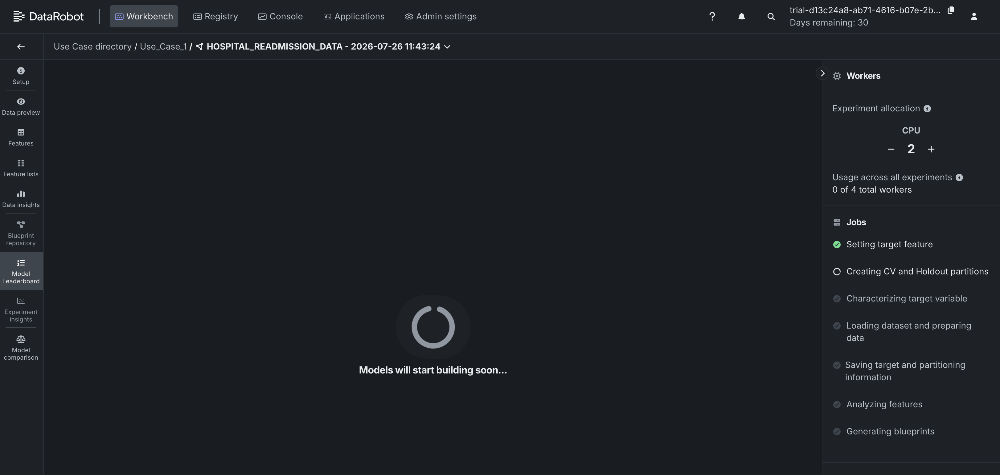 DataRobot
Workbench
Registry
Console
Applications
Admin settings
?
trial-d13c24a8-ab71-4616-b07e-2b...
Days remaining: 30
Use Case directory / Use_Case_1 / HOSPITAL_READMISSION_DATA - 2026-07-26 11:43:24
Setup
Data preview
Features
Feature lists
Data insights
Blueprint
repository
Model
Leaderboard
Experiment
insights
Model
comparison
Models will start building soon...
Workers
Experiment allocation
CPU
− 2 +
Usage across all experiments
0 of 4 total workers
Jobs
Setting target feature
Creating CV and Holdout partitions
Characterizing target variable
Loading dataset and preparing
data
Saving target and partitioning
information
Analyzing features
Generating blueprints